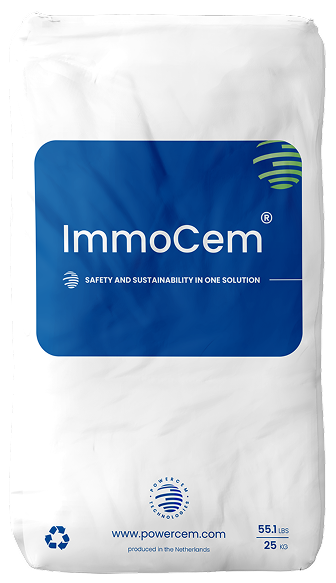 ImmoCem®
SAFETY AND SUSTAINABILITY IN ONE SOLUTION
POWERCEM TECHNOLOGIES
www.powercem.com
produced in the Netherlands
55.1 LBS
25 KG